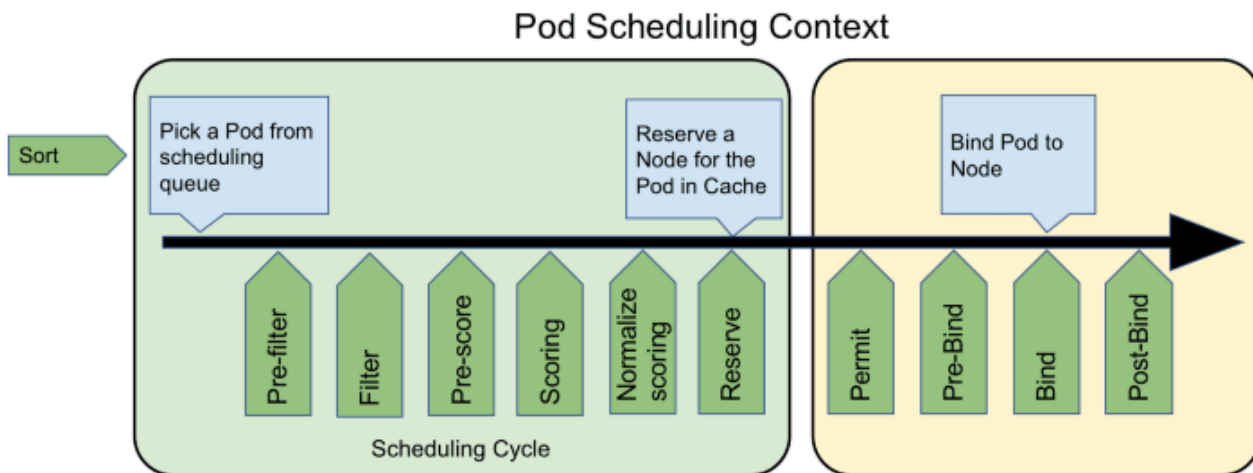 Pod Scheduling Context
Sort
Pick a Pod from
scheduling
queue
Reserve a
Node for the
Pod in Cache
Bind Pod to
Node
Pre-filter
Filter
Pre-score
Scoring
Normalize
scoring
Reserve
Permit
Pre-Bind
Bind
Post-Bind
Scheduling Cycle